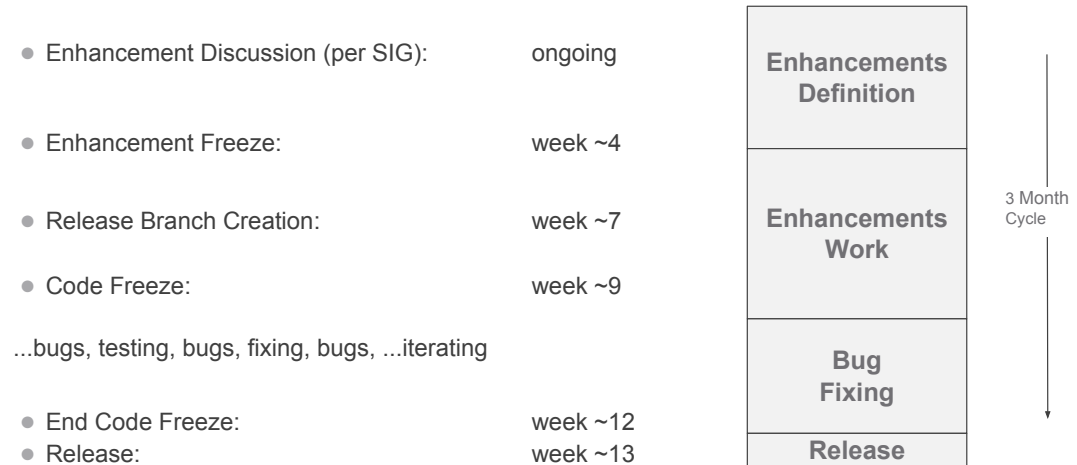 ● Enhancement Discussion (per SIG): ongoing
● Enhancement Freeze: week ~4
● Release Branch Creation: week ~7
● Code Freeze: week ~9
...bugs, testing, bugs, fixing, bugs, ...iterating
● End Code Freeze: week ~12
● Release: week ~13
Enhancements
Definition
Enhancements
Work
Bug
Fixing
Release
3 Month
Cycle